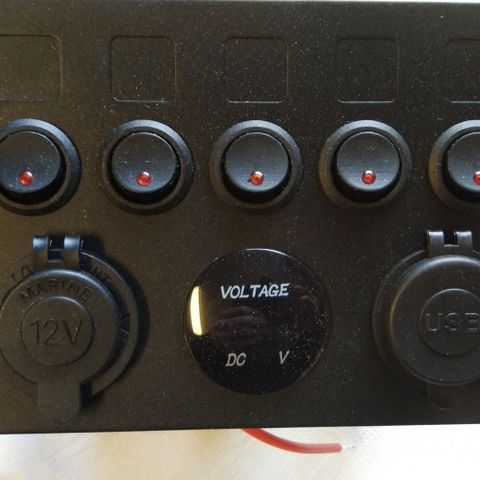 MARINE
12V
VOLTAGE
DC V
USB